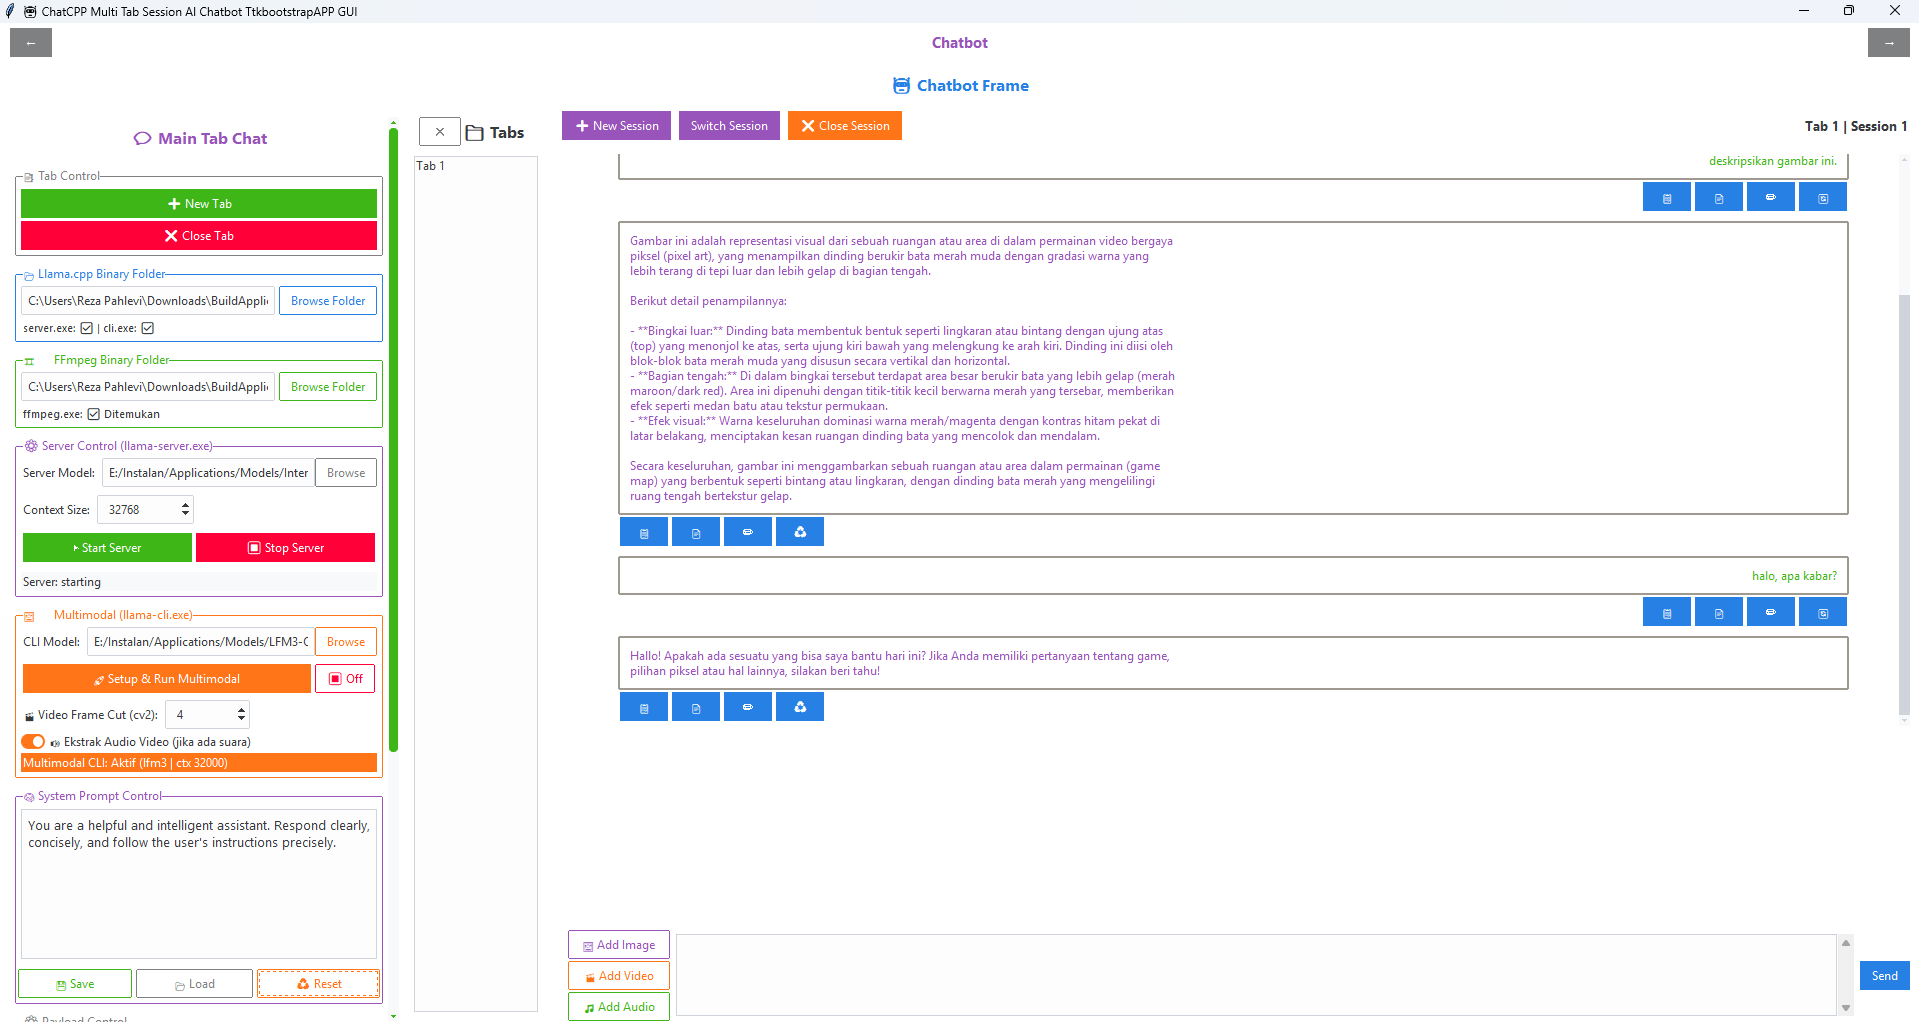 ChatCPP Multi Tab Session AI Chatbot TtkbootstrapAPP GUI
←
Chatbot
→
Chatbot Frame
Main Tab Chat
Tab Control
New Tab
Close Tab
Llama.cpp Binary Folder
C:\Users\Reza Pahlevi\Downloads\BuildAppli
Browse Folder
server.exe: | cli.exe:
FFmpeg Binary Folder
C:\Users\Reza Pahlevi\Downloads\BuildAppli
Browse Folder
ffmpeg.exe: Ditemukan
Server Control (llama-server.exe)
Server Model: E:/Instalan/Applications/Models/Inter Browse
Context Size: 32768
Start Server
Stop Server
Server: starting
Multimodal (llama-cli.exe)
CLI Model: E:/Instalan/Applications/Models/LFM3-C Browse
Setup & Run Multimodal
Off
Video Frame Cut (cv2): 4
Ekstrak Audio Video (jika ada suara)
Multimodal CLI: Aktif (lfm3 | ctx 32000)
System Prompt Control
You are a helpful and intelligent assistant. Respond clearly,
concisely, and follow the user's instructions precisely.
Save
Load
Reset
Payload Control
Tabs
Tab 1
New Session
Switch Session
Close Session
Tab 1 | Session 1
deskripsikan gambar ini.
Gambar ini adalah representasi visual dari sebuah ruangan atau area di dalam permainan video bergaya
piksel (pixel art), yang menampilkan dinding berukir bata merah muda dengan gradasi warna yang
lebih terang di tepi luar dan lebih gelap di bagian tengah.
Berikut detail penampilannya:
- **Bingkai luar:** Dinding bata membentuk bentuk seperti lingkaran atau bintang dengan ujung atas
(top) yang menonjol ke atas, serta ujung kiri bawah yang melengkung ke arah kiri. Dinding ini diisi oleh
blok-blok bata merah muda yang disusun secara vertikal dan horizontal.
- **Bagian tengah:** Di dalam bingkai tersebut terdapat area besar berukir bata yang lebih gelap (merah
maroon/dark red). Area ini dipenuhi dengan titik-titik kecil berwarna merah yang tersebar, memberikan
efek seperti medan batu atau tekstur permukaan.
- **Efek visual:** Warna keseluruhan dominasi warna merah/magenta dengan kontras hitam pekat di
latar belakang, menciptakan kesan ruangan dinding bata yang mencolok dan mendalam.
Secara keseluruhan, gambar ini menggambarkan sebuah ruangan atau area dalam permainan (game
map) yang berbentuk seperti bintang atau lingkaran, dengan dinding bata merah yang mengelilingi
ruang tengah bertekstur gelap.
halo, apa kabar?
Hallo! Apakah ada sesuatu yang bisa saya bantu hari ini? Jika Anda memiliki pertanyaan tentang game,
pilihan piksel atau hal lainnya, silakan beri tahu!
Add Image
Add Video
Add Audio
Send